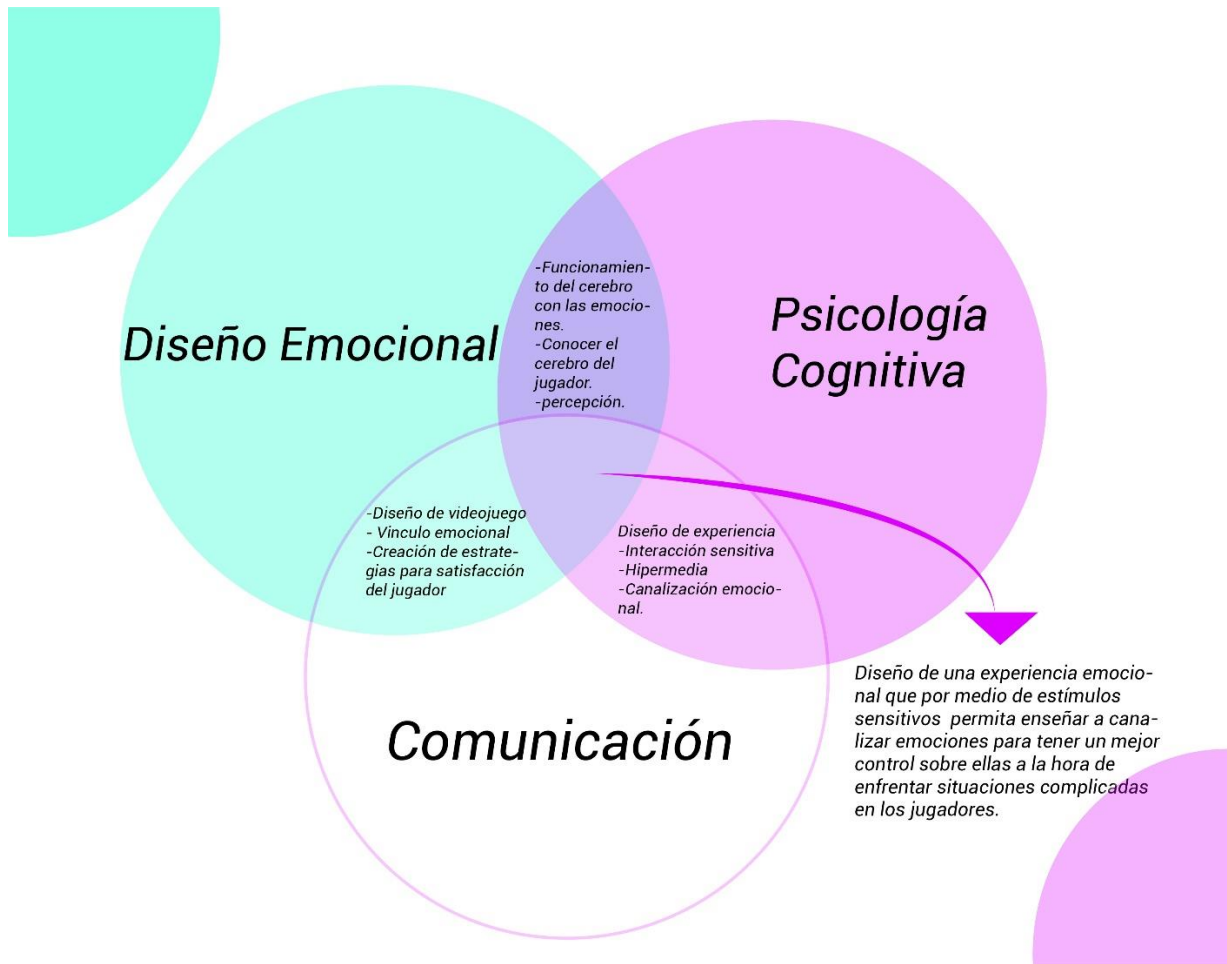 Diseño Emocional
-Funcionamien-
to del cerebro
con las emocio-
nes.
-Conocer el
cerebro del
jugador.
-percepción.
Psicología
Cognitiva
-Diseño de videojuego
- Vinculo emocional
-Creación de estrate-
gias para satisfacción
del jugador
Diseño de experiencia
-Interacción sensitiva
-Hipermedia
-Canalización emocio-
nal.
Comunicación
Diseño de una experiencia emocio-
nal que por medio de estímulos
sensitivos permita enseñar a cana-
lizar emociones para tener un mejor
control sobre ellas a la hora de
enfrentar situaciones complicadas
en los jugadores.